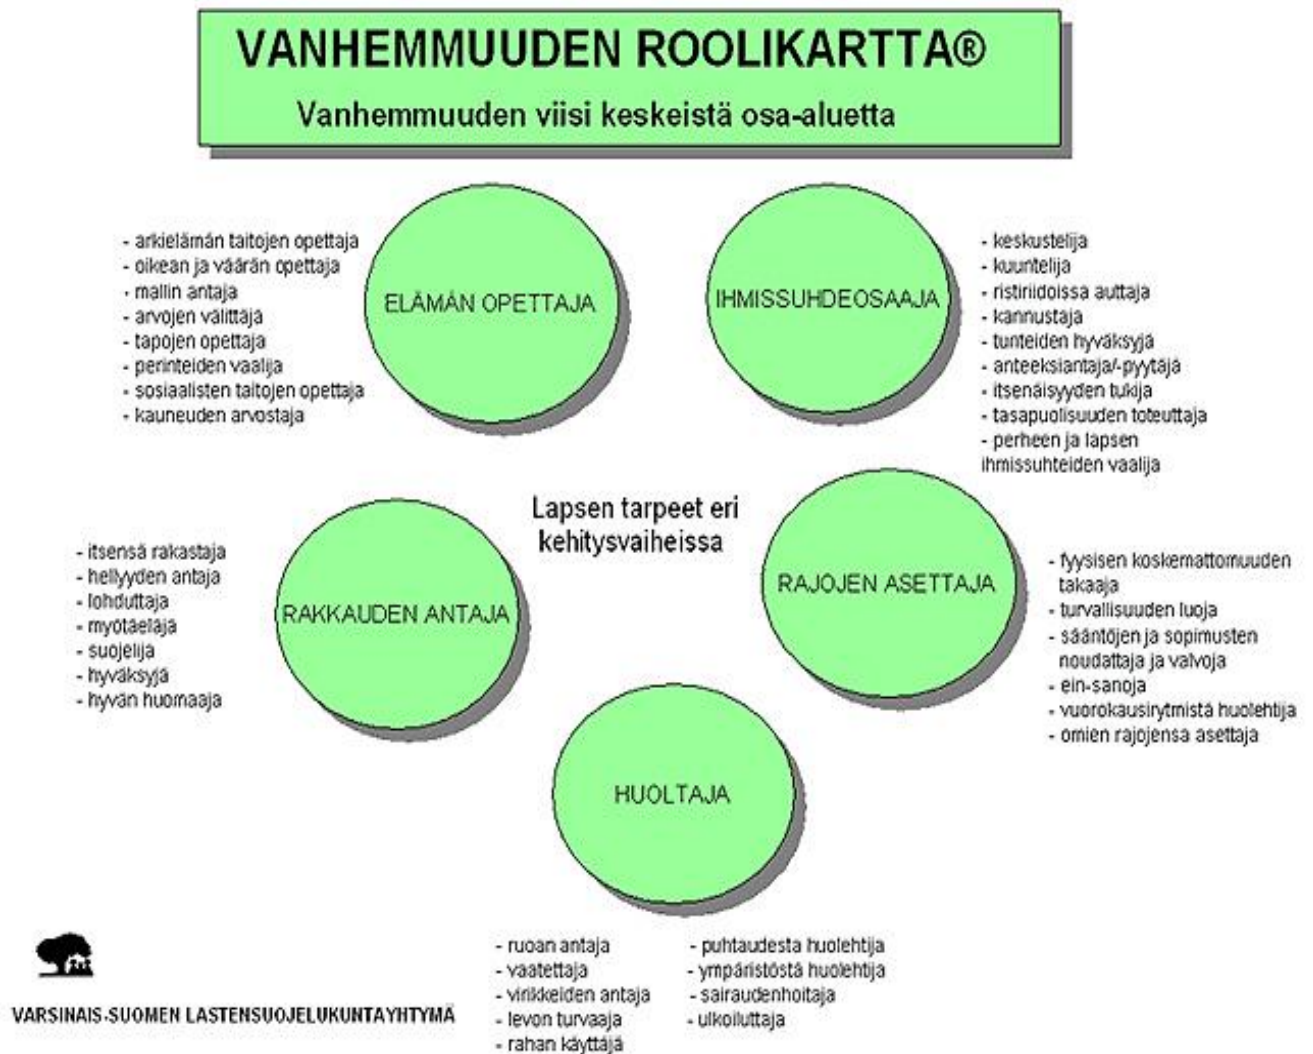 VANHEMMUUDEN ROOLIKARTTA®
Vanhemmuuden viisi keskeistä osa-aluetta
ELÄMÄN OPETTAJA
- arkielämän taitojen opettaja
- oikean ja väärän opettaja
- mallin antaja
- arvojen välittäjä
- tapojen opettaja
- perinteiden vaalija
- sosiaalisten taitojen opettaja
- kauneuden arvostaja
IHMISSUHDEOSAAJA
- keskustelija
- kuuntelija
- ristiriidoissa auttaja
- kannustaja
- tunteiden hyväksyjä
- anteeksiantaja/-pyytäjä
- itsenäisyyden tukija
- tasapuolisuuden toteuttaja
- perheen ja lapsen
ihmissuhteiden vaalija
Lapsen tarpeet eri
kehitysvaiheissa
RAKKAUDEN ANTAJA
- itsensä rakastaja
- hellyyden antaja
- lohduttaja
- myötäeläjä
- suojelija
- hyväksyjä
- hyvän huomaaja
RAJOJEN ASETTAJA
- fyysisen koskemattomuuden
takaaja
- turvallisuuden luoja
- sääntöjen ja sopimusten
noudattaja ja valvoja
- ein-sanoja
- vuorokausirytmistä huolehtija
- omien rajojensa asettaja
HUOLTAJA
- ruoan antaja
- vaatettaja
- virikkeiden antaja
- levon turvaaja
- rahan käyttäjä
- puhtaudesta huolehtija
- ympäristöstä huolehtija
- sairaudenhoitaja
- ulkoiluttaja
VARSINAIS-SUOMEN LASTENSUOJELUKUNTAYHTYMÄ